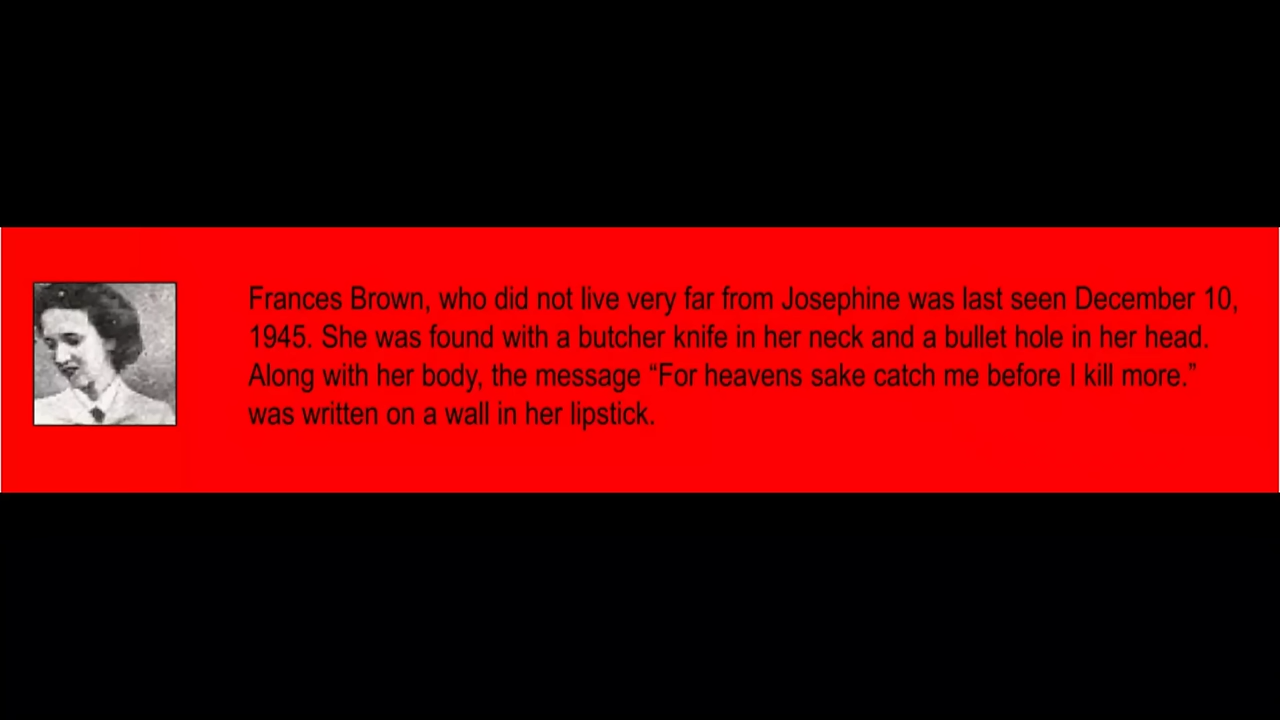 Frances Brown, who did not live very far from Josephine was last seen December 10,
1945. She was found with a butcher knife in her neck and a bullet hole in her head.
Along with her body, the message “For heavens sake catch me before I kill more.”
was written on a wall in her lipstick.